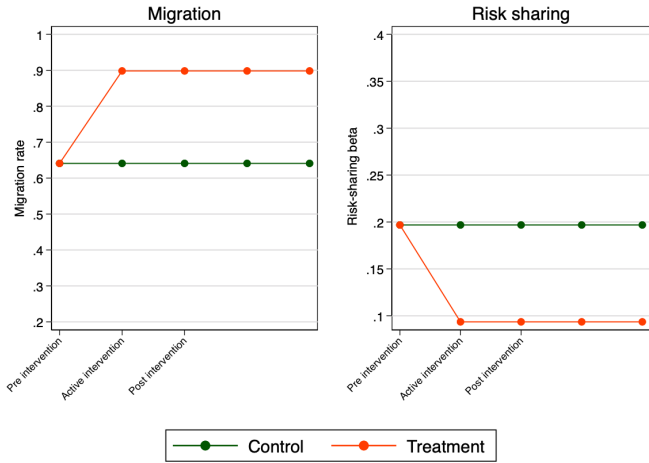 Migration
Migration rate
1
.9
.8
.7
.6
.5
.4
.3
.2
Pre intervention
Active intervention
Post intervention
Risk sharing
Risk-sharing beta
.4
.35
.3
.25
.2
.15
.1
Pre intervention
Active intervention
Post intervention
Control
Treatment